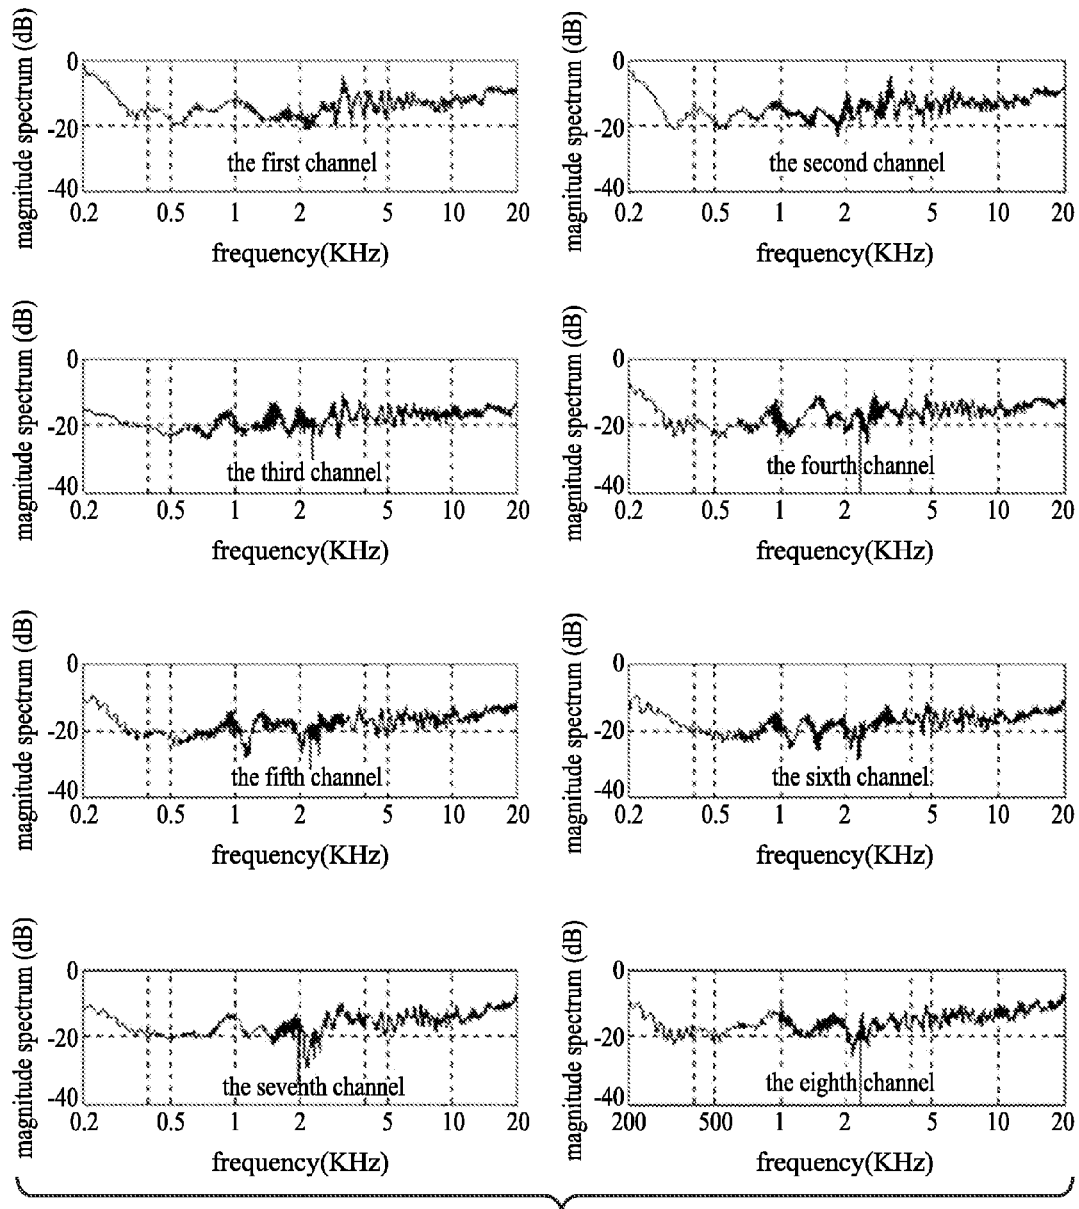 magnitude spectrum (dB)
0
-20
-40
the first channel
0.2 0.5 1 2 5 10 20
frequency(KHz)
magnitude spectrum (dB)
0
-20
-40
the second channel
0.2 0.5 1 2 5 10 20
frequency(KHz)
magnitude spectrum (dB)
0
-20
-40
the third channel
0.2 0.5 1 2 5 10 20
frequency(KHz)
magnitude spectrum (dB)
0
-20
-40
the fourth channel
0.2 0.5 1 2 5 10 20
frequency(KHz)
magnitude spectrum (dB)
0
-20
-40
the fifth channel
0.2 0.5 1 2 5 10 20
frequency(KHz)
magnitude spectrum (dB)
0
-20
-40
the sixth channel
0.2 0.5 1 2 5 10 20
frequency(KHz)
magnitude spectrum (dB)
0
-20
-40
the seventh channel
0.2 0.5 1 2 5 10 20
frequency(KHz)
magnitude spectrum (dB)
0
-20
-40
the eighth channel
200 500 1 2 5 10 20
frequency(KHz)